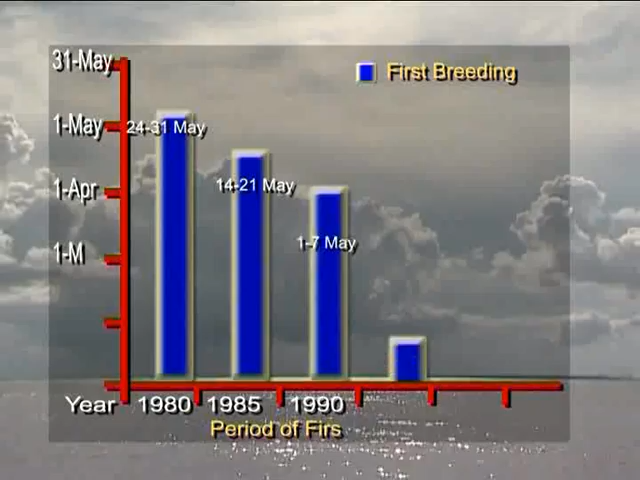 31-May
First Breeding
1-May
24-31 May
1-Apr
14-21 May
1-M
1-7 May
Year 1980 1985 1990
Period of Firs